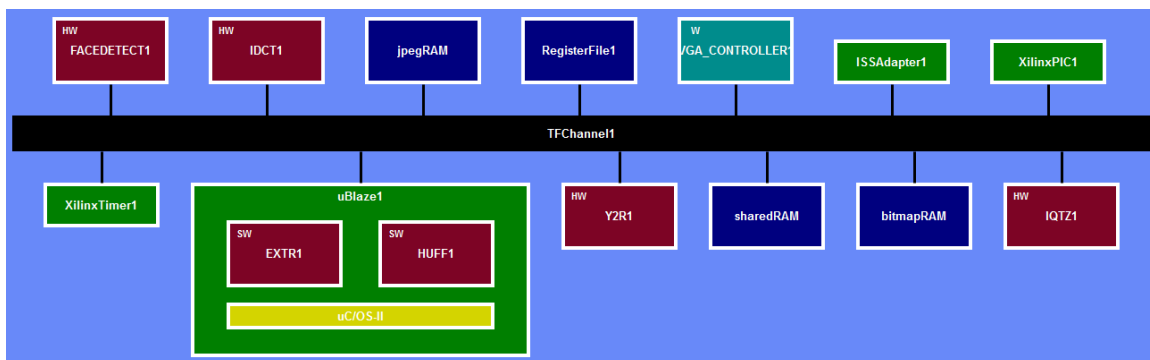 HW
FACEDETECT1
HW
IDCT1
jpegRAM
RegisterFile1
W
VGA_CONTROLLER1
ISSAdapter1
XilinxPIC1
TFChannel1
XilinxTimer1
uBlaze1
SW
EXTR1
SW
HUFF1
uC/OS-II
HW
Y2R1
sharedRAM
bitmapRAM
HW
IQTZ1